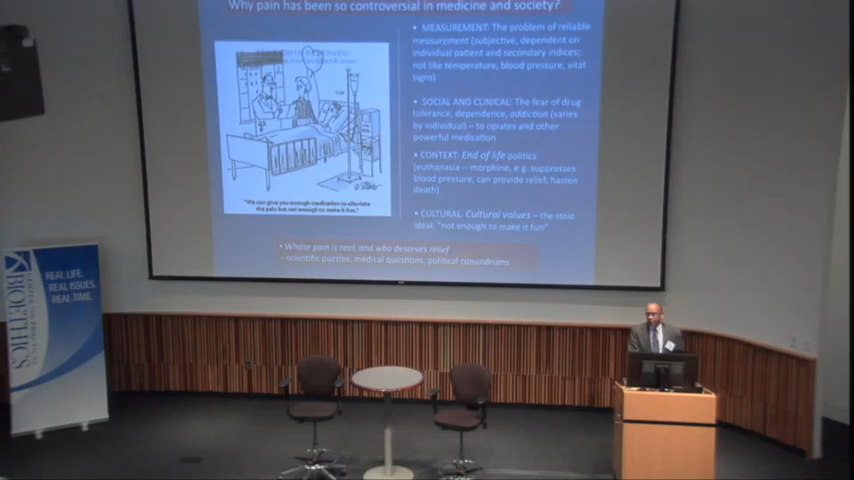 Why pain has been so controversial in medicine and society?
• MEASUREMENT: The problem of reliable
measurement (subjective, dependent on
individual patient and secondary indices;
not like temperature, blood pressure, vital
signs)
• SOCIAL AND CLINICAL: The fear of drug
tolerance, dependence, addiction (varies
by individual) – to opiates and other
powerful medication
• CONTEXT: End of life politics
(euthanasia – morphine, e.g. suppresses
blood pressure, can provide relief; hasten
death)
• CULTURAL: Cultural values – the stoic
ideal; "not enough to make it fun"
"We can give you enough medication to alleviate
the pain but not enough to make it fun."
• Whose pain is real, and who deserves relief
– scientific puzzles, medical questions, political conundrums
REAL LIFE.
REAL ISSUES.
REAL TIME.
BIOETHICS